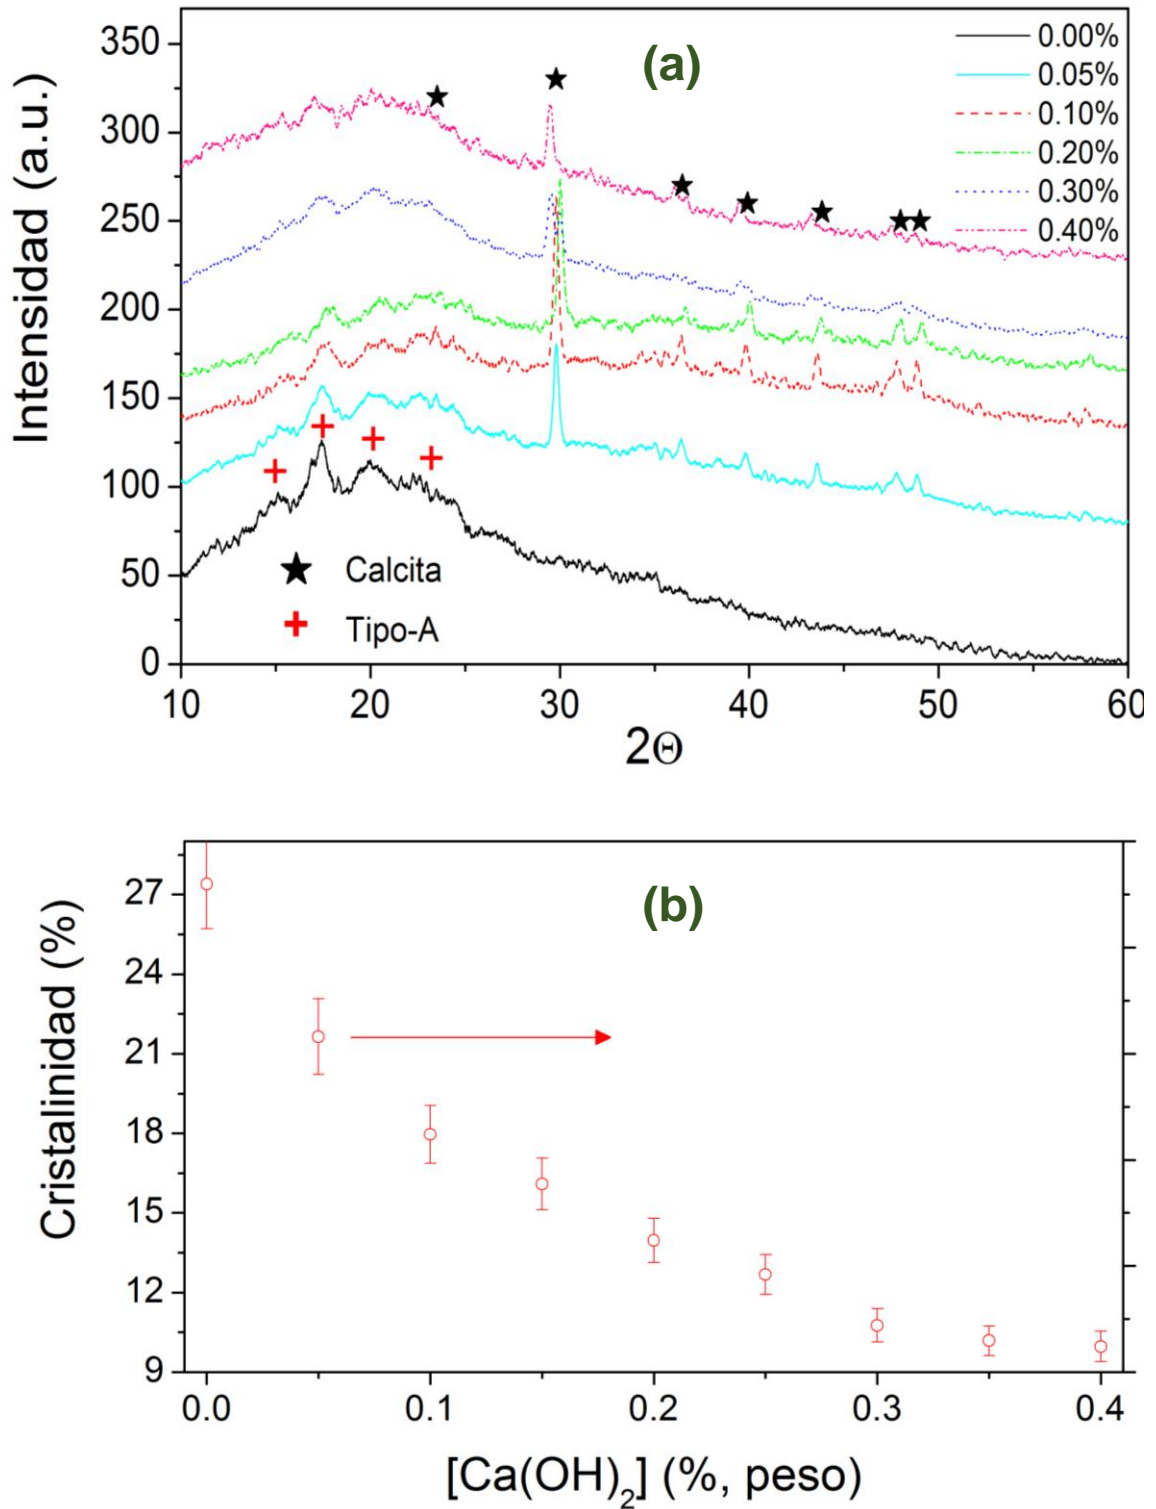 (a)
0.00%
0.05%
0.10%
0.20%
0.30%
0.40%
Intensidad (a.u.)
350
300
250
200
150
100
50
0
Calcita
Tipo-A
10 20 30 40 50 60
2Θ
(b)
Cristalinidad (%)
27
24
21
18
15
12
9
0.0 0.1 0.2 0.3 0.4
[Ca(OH)₂] (%, peso)